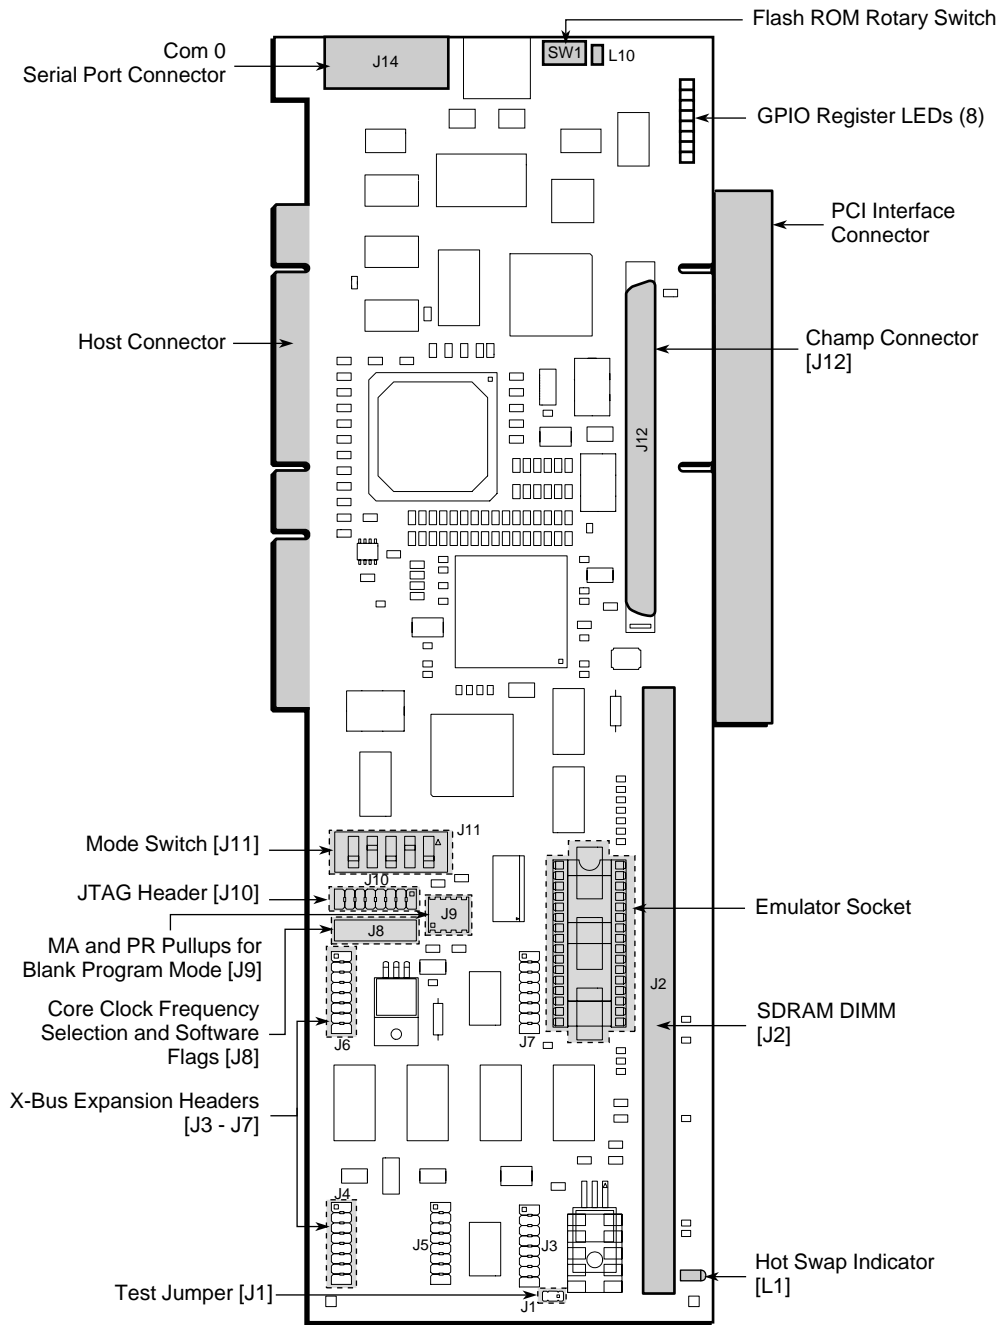 Flash ROM Rotary Switch
Com 0
Serial Port Connector
J14
SW1
L10
GPIO Register LEDs (8)
PCI Interface
Connector
Host Connector
Champ Connector
[J12]
J12
Mode Switch [J11]
J11
J10
JTAG Header [J10]
J9
Emulator Socket
MA and PR Pullups for
Blank Program Mode [J9]
J8
J2
SDRAM DIMM
[J2]
Core Clock Frequency
Selection and Software
Flags [J8]
J6
J7
X-Bus Expansion Headers
[J3 - J7]
J4
J5
J3
Hot Swap Indicator
[L1]
Test Jumper [J1]
J1